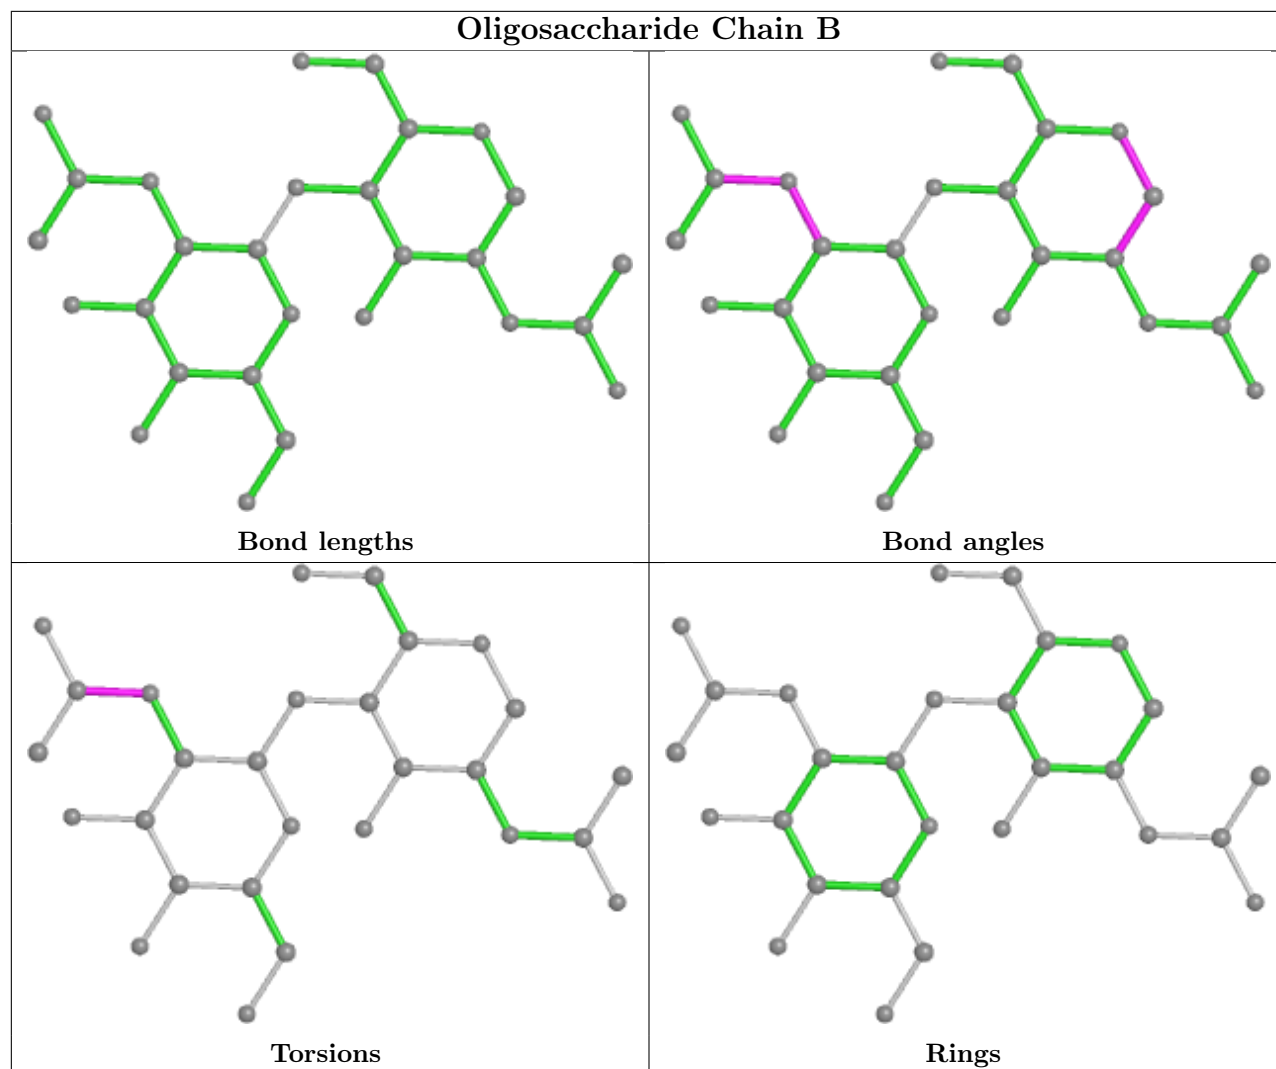 Oligosaccharide Chain B
Bond lengths
Bond angles
Torsions
Rings